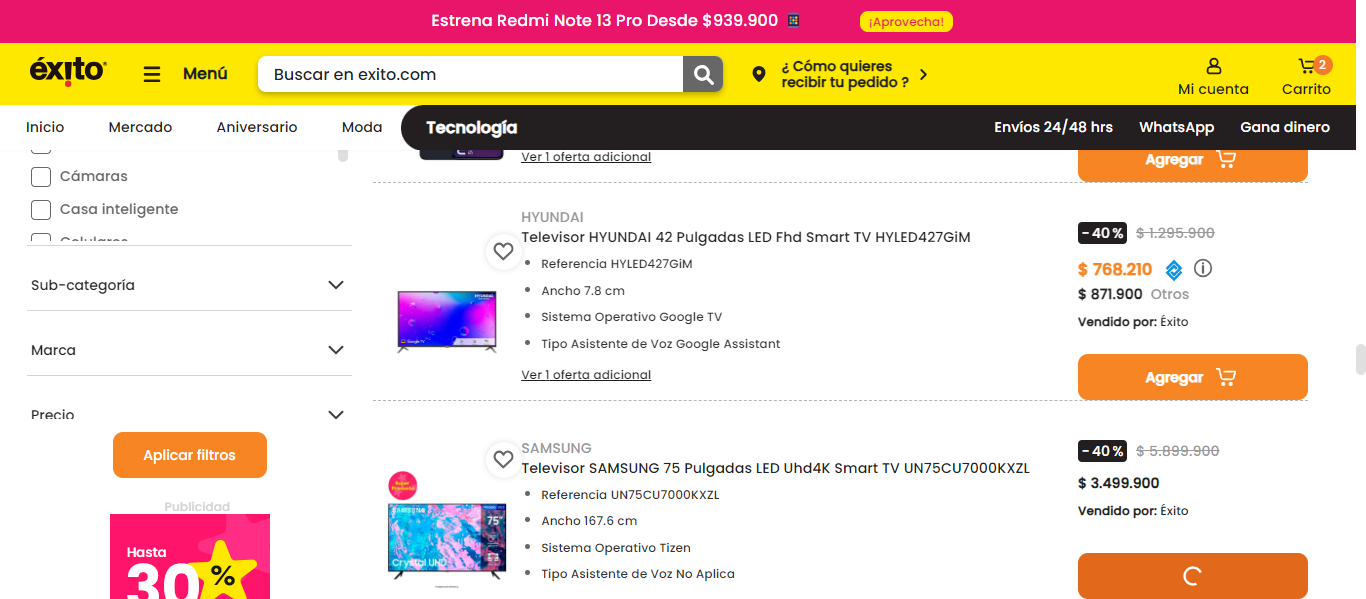 Estrena Redmi Note 13 Pro Desde $939.900
¡Aprovecha!
éxito
Menú
Buscar en exito.com
¿ Cómo quieres
recibir tu pedido ?
Mi cuenta
2
Carrito
Inicio
Mercado
Aniversario
Moda
Tecnología
Envíos 24/48 hrs
WhatsApp
Gana dinero
Cámaras
Casa inteligente
Celulares
Sub-categoría
Marca
Precio
Aplicar filtros
Publicidad
Hasta
30 %
Ver 1 oferta adicional
Agregar
HYUNDAI
Televisor HYUNDAI 42 Pulgadas LED Fhd Smart TV HYLED427GiM
Referencia HYLED427GiM
Ancho 7.8 cm
Sistema Operativo Google TV
Tipo Asistente de Voz Google Assistant
Ver 1 oferta adicional
HYUNDAI
Google TV
- 40 % $ 1.295.900
$ 768.210
$ 871.900 Otros
Vendido por: Éxito
Agregar
SAMSUNG
Televisor SAMSUNG 75 Pulgadas LED Uhd4K Smart TV UN75CU7000KXZL
Referencia UN75CU7000KXZL
Ancho 167.6 cm
Sistema Operativo Tizen
Tipo Asistente de Voz No Aplica
SAMSUNG
75"
Crystal UHD
- 40 % $ 5.899.900
$ 3.499.900
Vendido por: Éxito